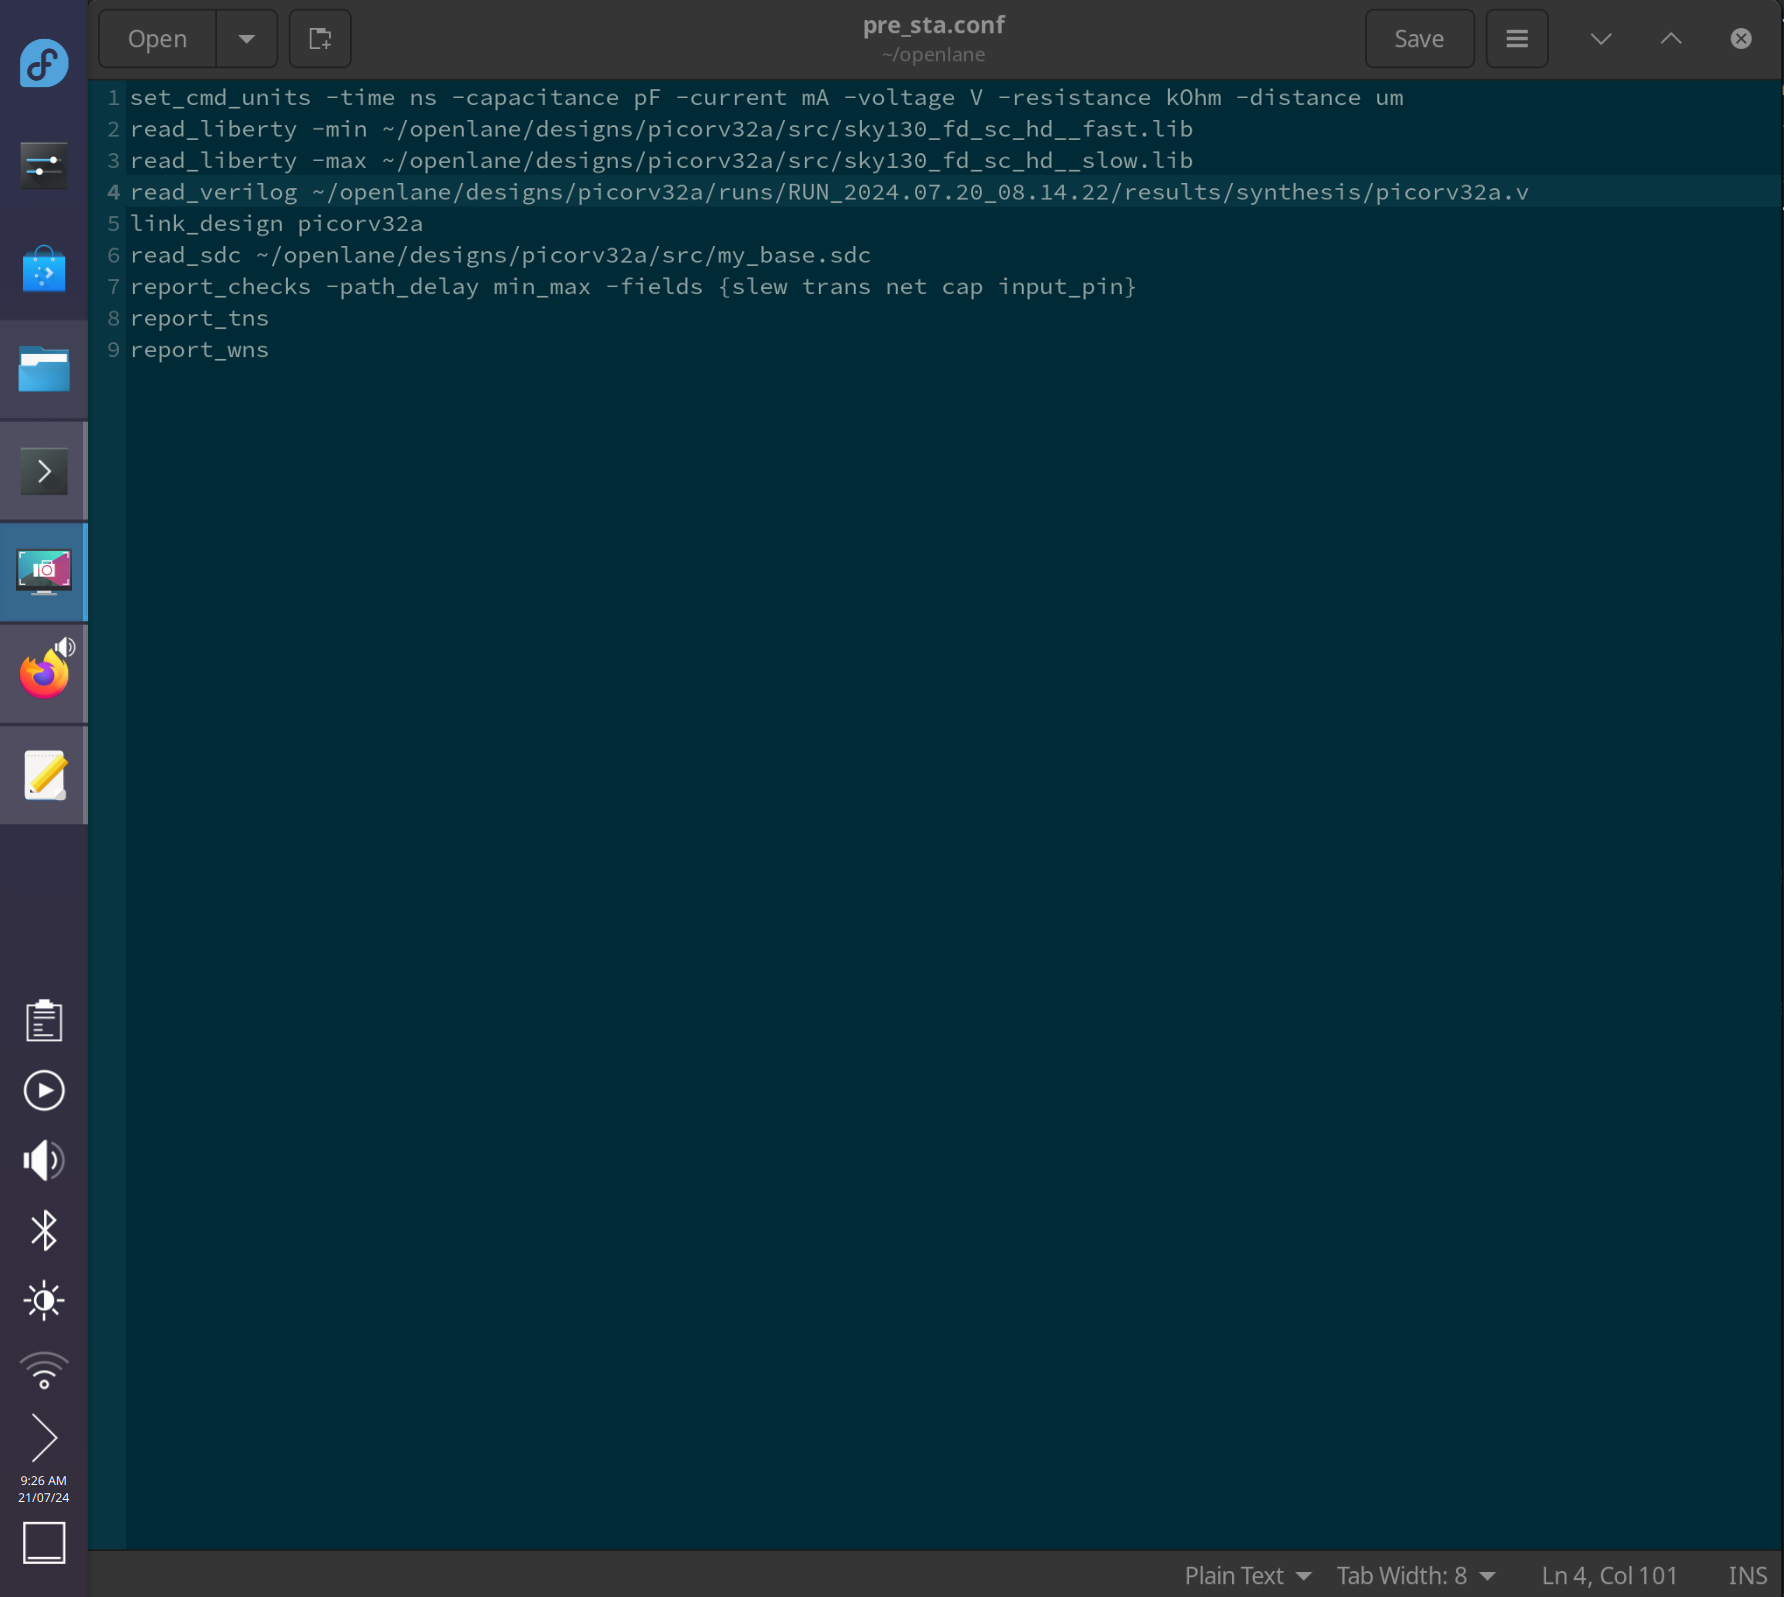 Open
pre_sta.conf
~/openlane
Save
1 set_cmd_units -time ns -capacitance pF -current mA -voltage V -resistance kOhm -distance um
2 read_liberty -min ~/openlane/designs/picorv32a/src/sky130_fd_sc_hd__fast.lib
3 read_liberty -max ~/openlane/designs/picorv32a/src/sky130_fd_sc_hd__slow.lib
4 read_verilog ~/openlane/designs/picorv32a/runs/RUN_2024.07.20_08.14.22/results/synthesis/picorv32a.v
5 link_design picorv32a
6 read_sdc ~/openlane/designs/picorv32a/src/my_base.sdc
7 report_checks -path_delay min_max -fields {slew trans net cap input_pin}
8 report_tns
9 report_wns
9:26 AM
21/07/24
Plain Text
Tab Width: 8
Ln 4, Col 101
INS